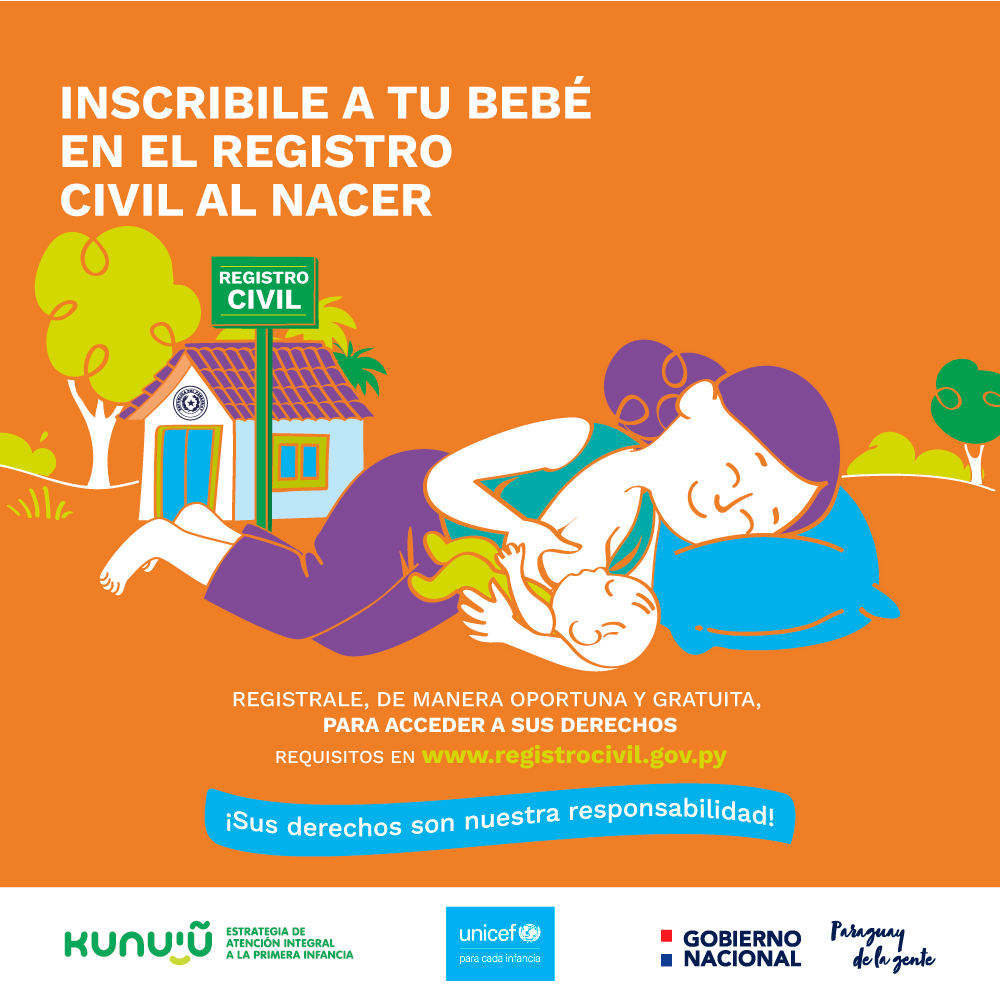 INSCRIBILE A TU BEBÉ
EN EL REGISTRO
CIVIL AL NACER
REGISTRO
CIVIL
REGISTRALE, DE MANERA OPORTUNA Y GRATUITA,
PARA ACCEDER A SUS DERECHOS
REQUISITOS EN www.registrocivil.gov.py
¡Sus derechos son nuestra responsabilidad!
KUNU'Ũ
ESTRATEGIA DE
ATENCIÓN INTEGRAL
A LA PRIMERA INFANCIA
unicef
para cada infancia
GOBIERNO
NACIONAL
Paraguay
de la gente